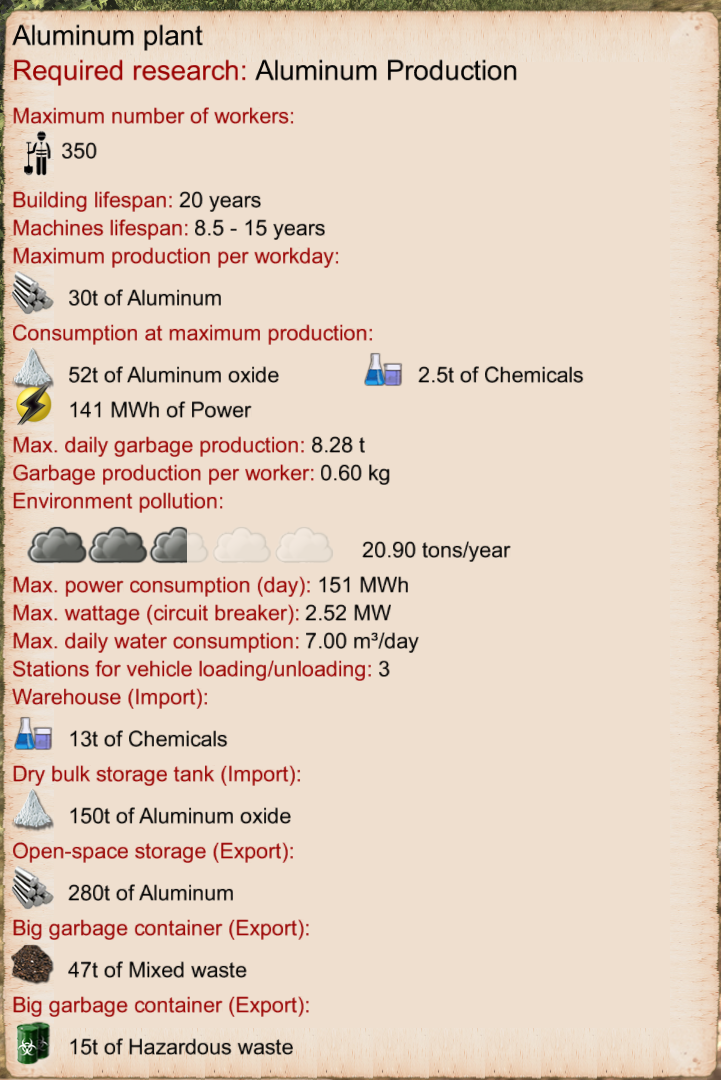 Aluminum plant
Required research: Aluminum Production
Maximum number of workers:
350
Building lifespan: 20 years
Machines lifespan: 8.5 - 15 years
Maximum production per workday:
30t of Aluminum
Consumption at maximum production:
52t of Aluminum oxide 2.5t of Chemicals
141 MWh of Power
Max. daily garbage production: 8.28 t
Garbage production per worker: 0.60 kg
Environment pollution:
20.90 tons/year
Max. power consumption (day): 151 MWh
Max. wattage (circuit breaker): 2.52 MW
Max. daily water consumption: 7.00 m³/day
Stations for vehicle loading/unloading: 3
Warehouse (Import):
13t of Chemicals
Dry bulk storage tank (Import):
150t of Aluminum oxide
Open-space storage (Export):
280t of Aluminum
Big garbage container (Export):
47t of Mixed waste
Big garbage container (Export):
15t of Hazardous waste